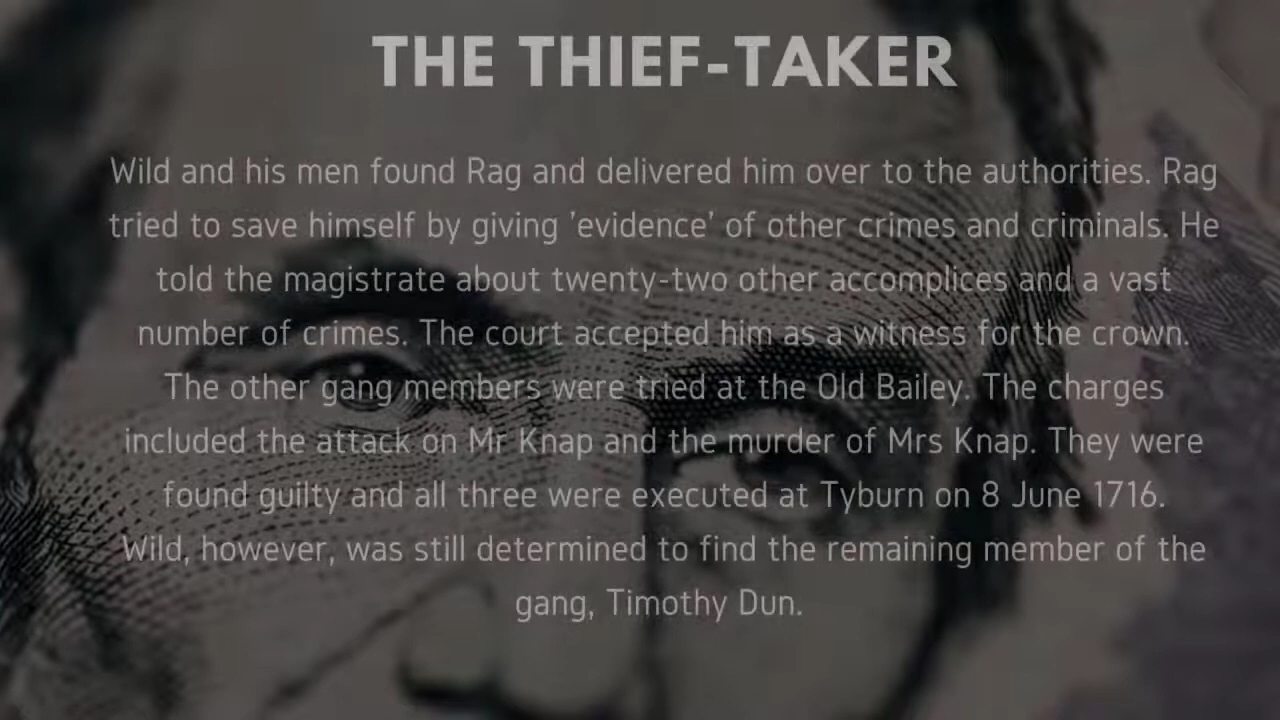 THE THIEF-TAKER
Wild and his men found Rag and delivered him over to the authorities. Rag
tried to save himself by giving 'evidence' of other crimes and criminals. He
told the magistrate about twenty-two other accomplices and a vast
number of crimes. The court accepted him as a witness for the crown.
The other gang members were tried at the Old Bailey. The charges
included the attack on Mr Knap and the murder of Mrs Knap. They were
found guilty and all three were executed at Tyburn on 8 June 1716.
Wild, however, was still determined to find the remaining member of the
gang, Timothy Dun.